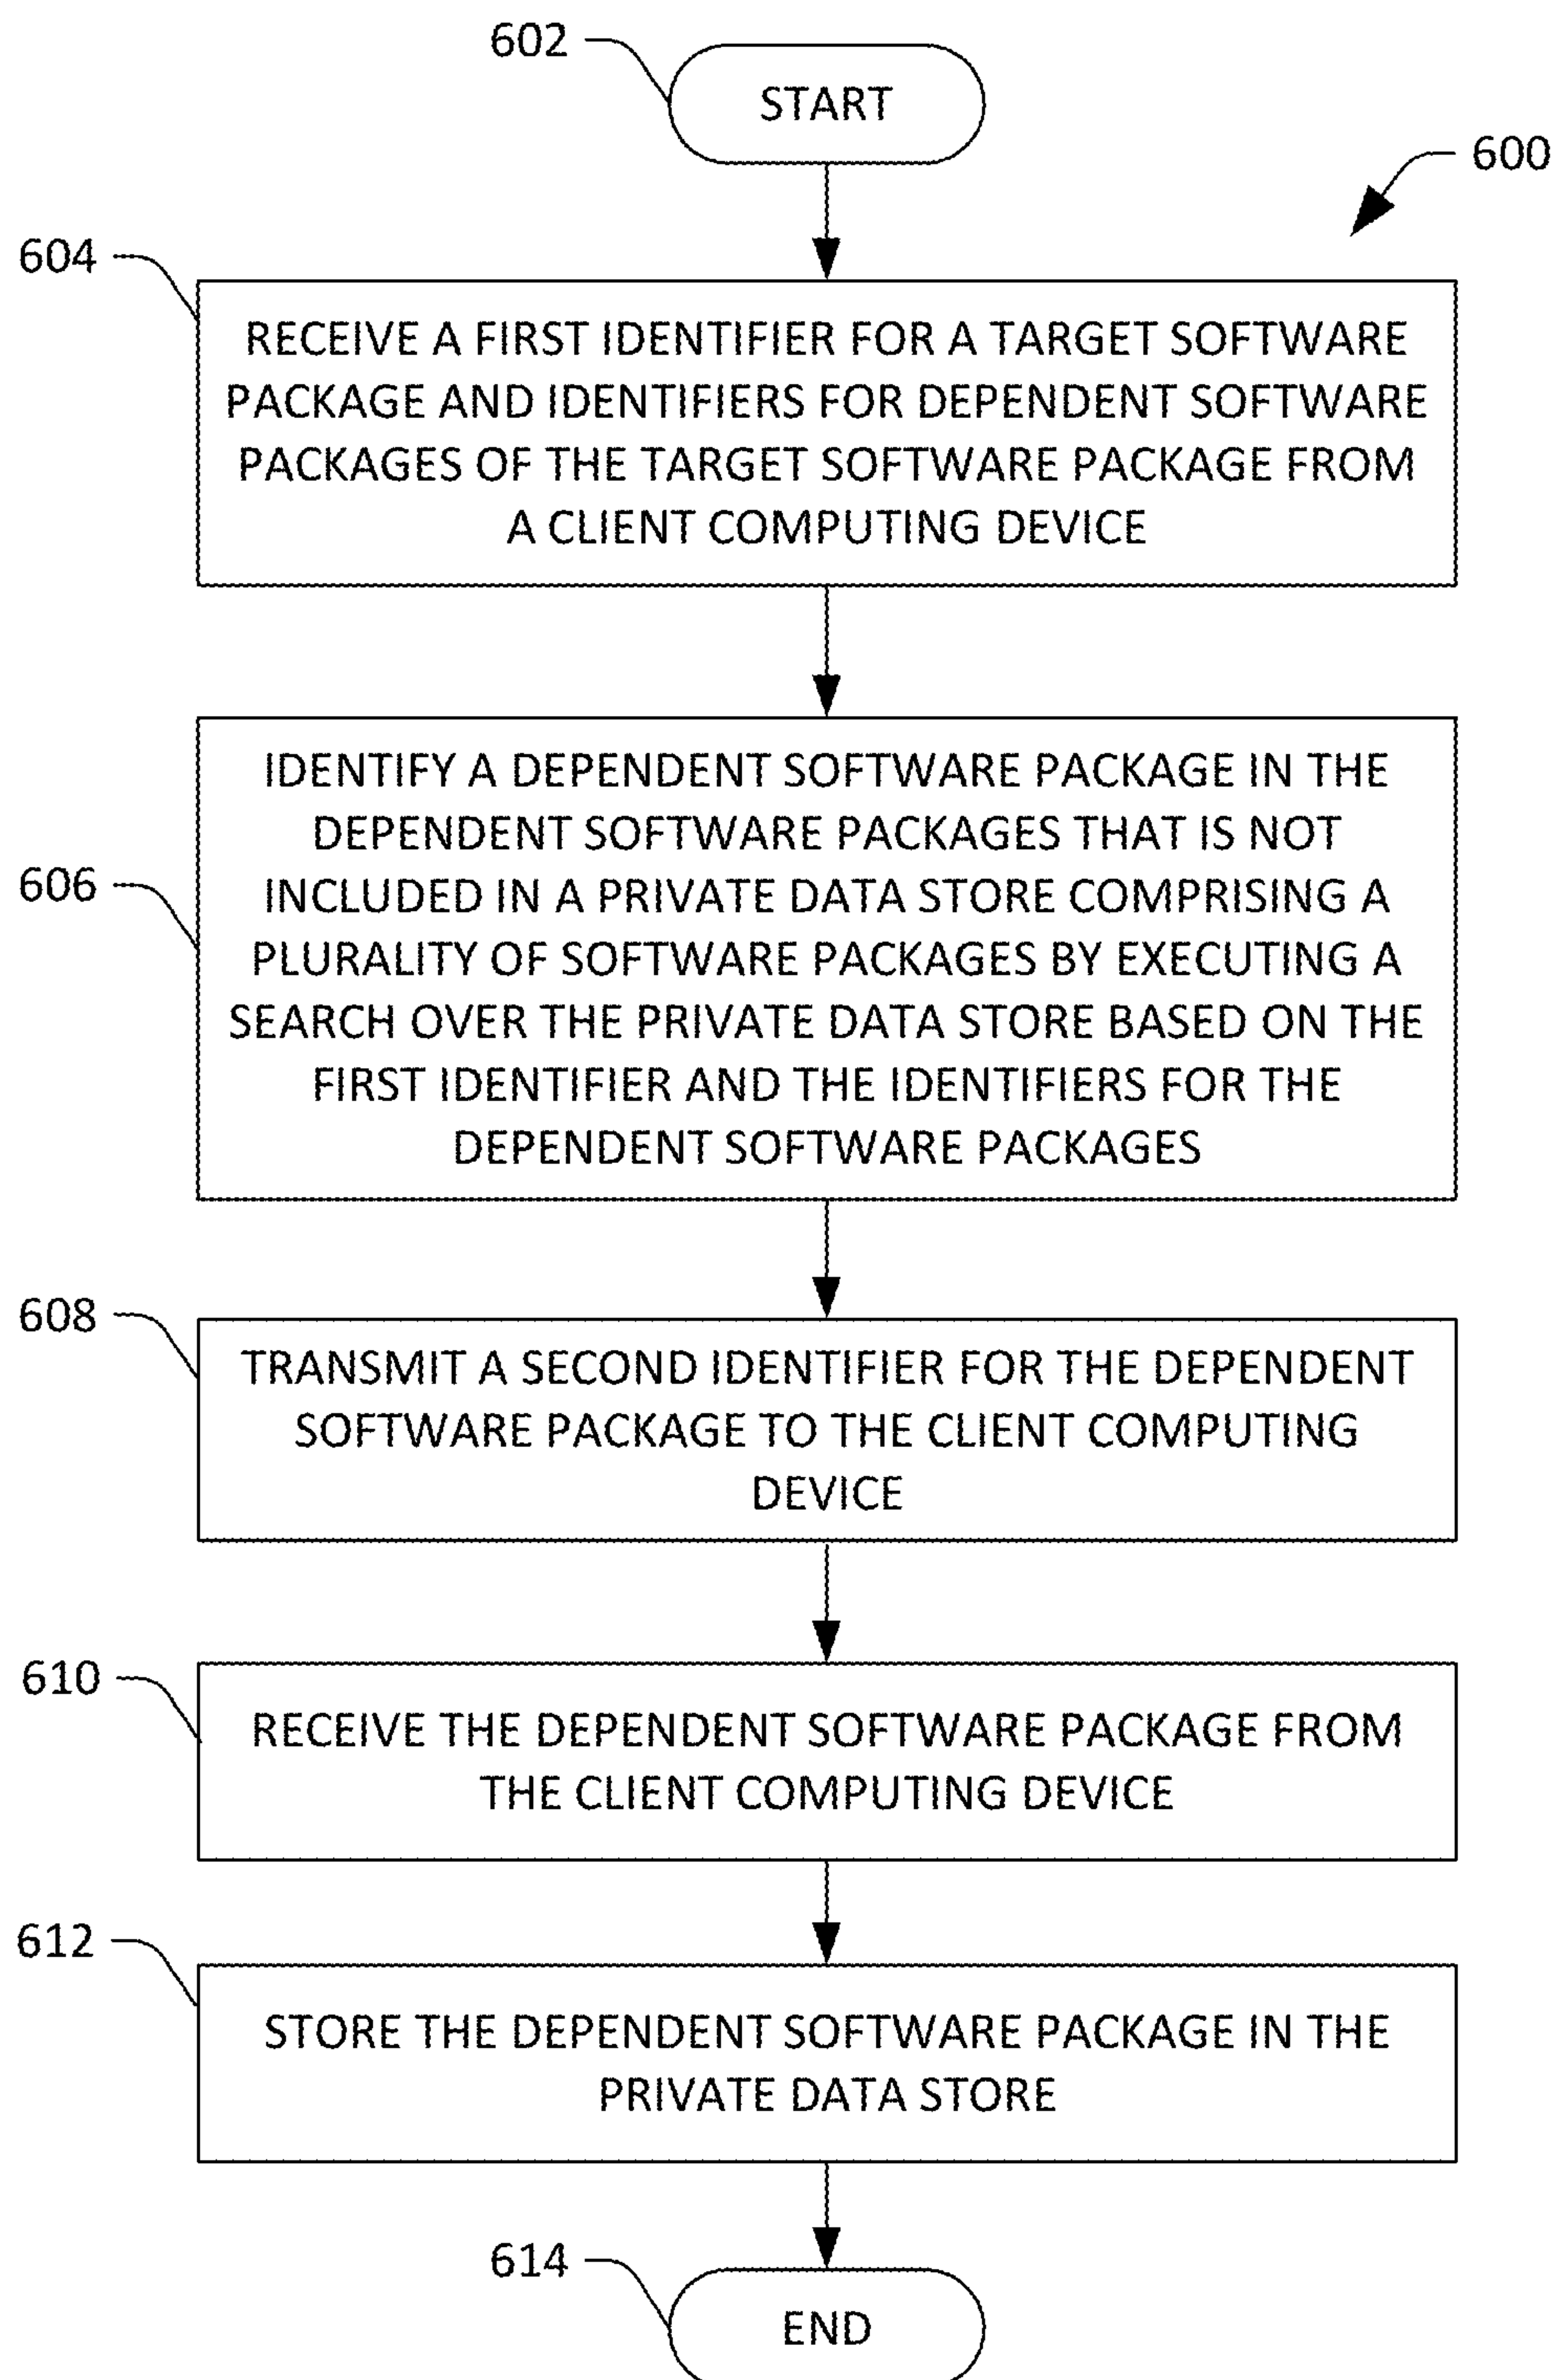 602
START
600
604
RECEIVE A FIRST IDENTIFIER FOR A TARGET SOFTWARE
PACKAGE AND IDENTIFIERS FOR DEPENDENT SOFTWARE
PACKAGES OF THE TARGET SOFTWARE PACKAGE FROM
A CLIENT COMPUTING DEVICE
606
IDENTIFY A DEPENDENT SOFTWARE PACKAGE IN THE
DEPENDENT SOFTWARE PACKAGES THAT IS NOT
INCLUDED IN A PRIVATE DATA STORE COMPRISING A
PLURALITY OF SOFTWARE PACKAGES BY EXECUTING A
SEARCH OVER THE PRIVATE DATA STORE BASED ON THE
FIRST IDENTIFIER AND THE IDENTIFIERS FOR THE
DEPENDENT SOFTWARE PACKAGES
608
TRANSMIT A SECOND IDENTIFIER FOR THE DEPENDENT
SOFTWARE PACKAGE TO THE CLIENT COMPUTING
DEVICE
610
RECEIVE THE DEPENDENT SOFTWARE PACKAGE FROM
THE CLIENT COMPUTING DEVICE
612
STORE THE DEPENDENT SOFTWARE PACKAGE IN THE
PRIVATE DATA STORE
614
END